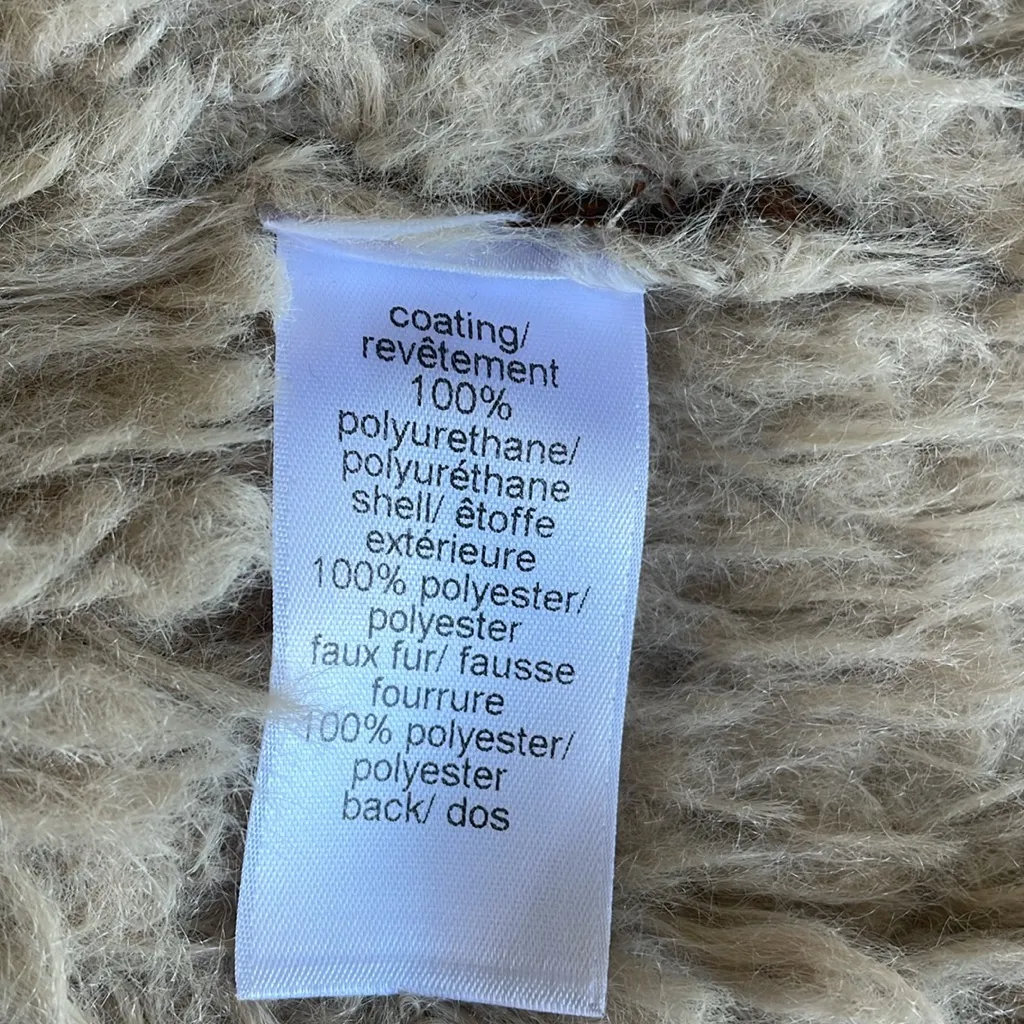 coating/
revêtement
100%
polyurethane/
polyuréthane
shell/ êtoffe
extérieure
100% polyester/
polyester
faux fur/ fausse
fourrure
100% polyester/
polyester
back/ dos